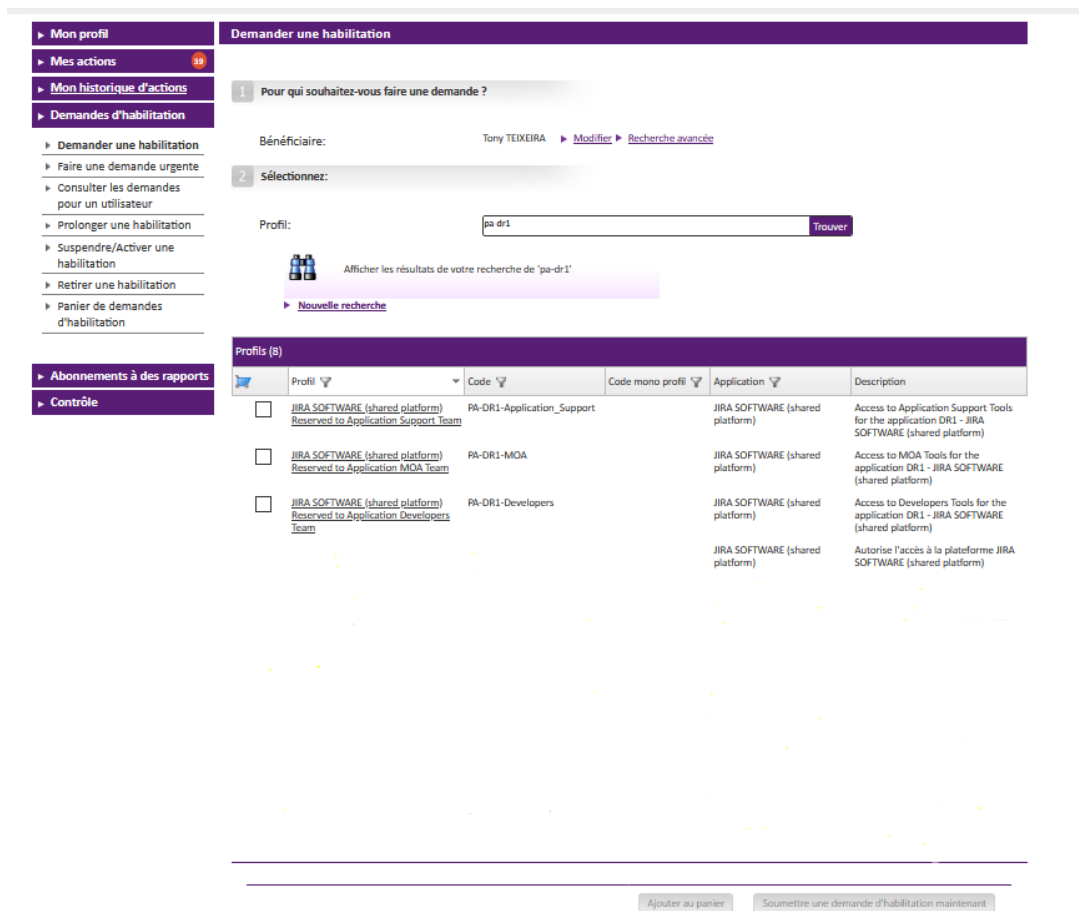 Mon profil
Mes actions 39
Mon historique d'actions
Demandes d'habilitation
Demander une habilitation
Faire une demande urgente
Consulter les demandes
pour un utilisateur
Prolonger une habilitation
Suspendre/Activer une
habilitation
Retirer une habilitation
Panier de demandes
d'habilitation
Abonnements à des rapports
Contrôle
Demander une habilitation
1 Pour qui souhaitez-vous faire une demande ?
Bénéficiaire: Tony TEIXEIRA Modifier Recherche avancée
2 Sélectionnez:
Profil: pa-dr1 Trouver
Afficher les résultats de votre recherche de 'pa-dr1'
Nouvelle recherche
Profils (8)
Profil Code Code mono profil Application Description
JIRA SOFTWARE (shared platform) PA-DR1-Application_Support JIRA SOFTWARE (shared Access to Application Support Tools
Reserved to Application Support Team platform) for the application DR1 - JIRA
SOFTWARE (shared platform)
JIRA SOFTWARE (shared platform) PA-DR1-MOA JIRA SOFTWARE (shared Access to MOA Tools for the
Reserved to Application MOA Team platform) application DR1 - JIRA SOFTWARE
(shared platform)
JIRA SOFTWARE (shared platform) PA-DR1-Developers JIRA SOFTWARE (shared Access to Developers Tools for the
Reserved to Application Developers platform) application DR1 - JIRA SOFTWARE
Team (shared platform)
JIRA SOFTWARE (shared Autorise l'accès à la plateforme JIRA
platform) SOFTWARE (shared platform)
Ajouter au panier Soumettre une demande d'habilitation maintenant